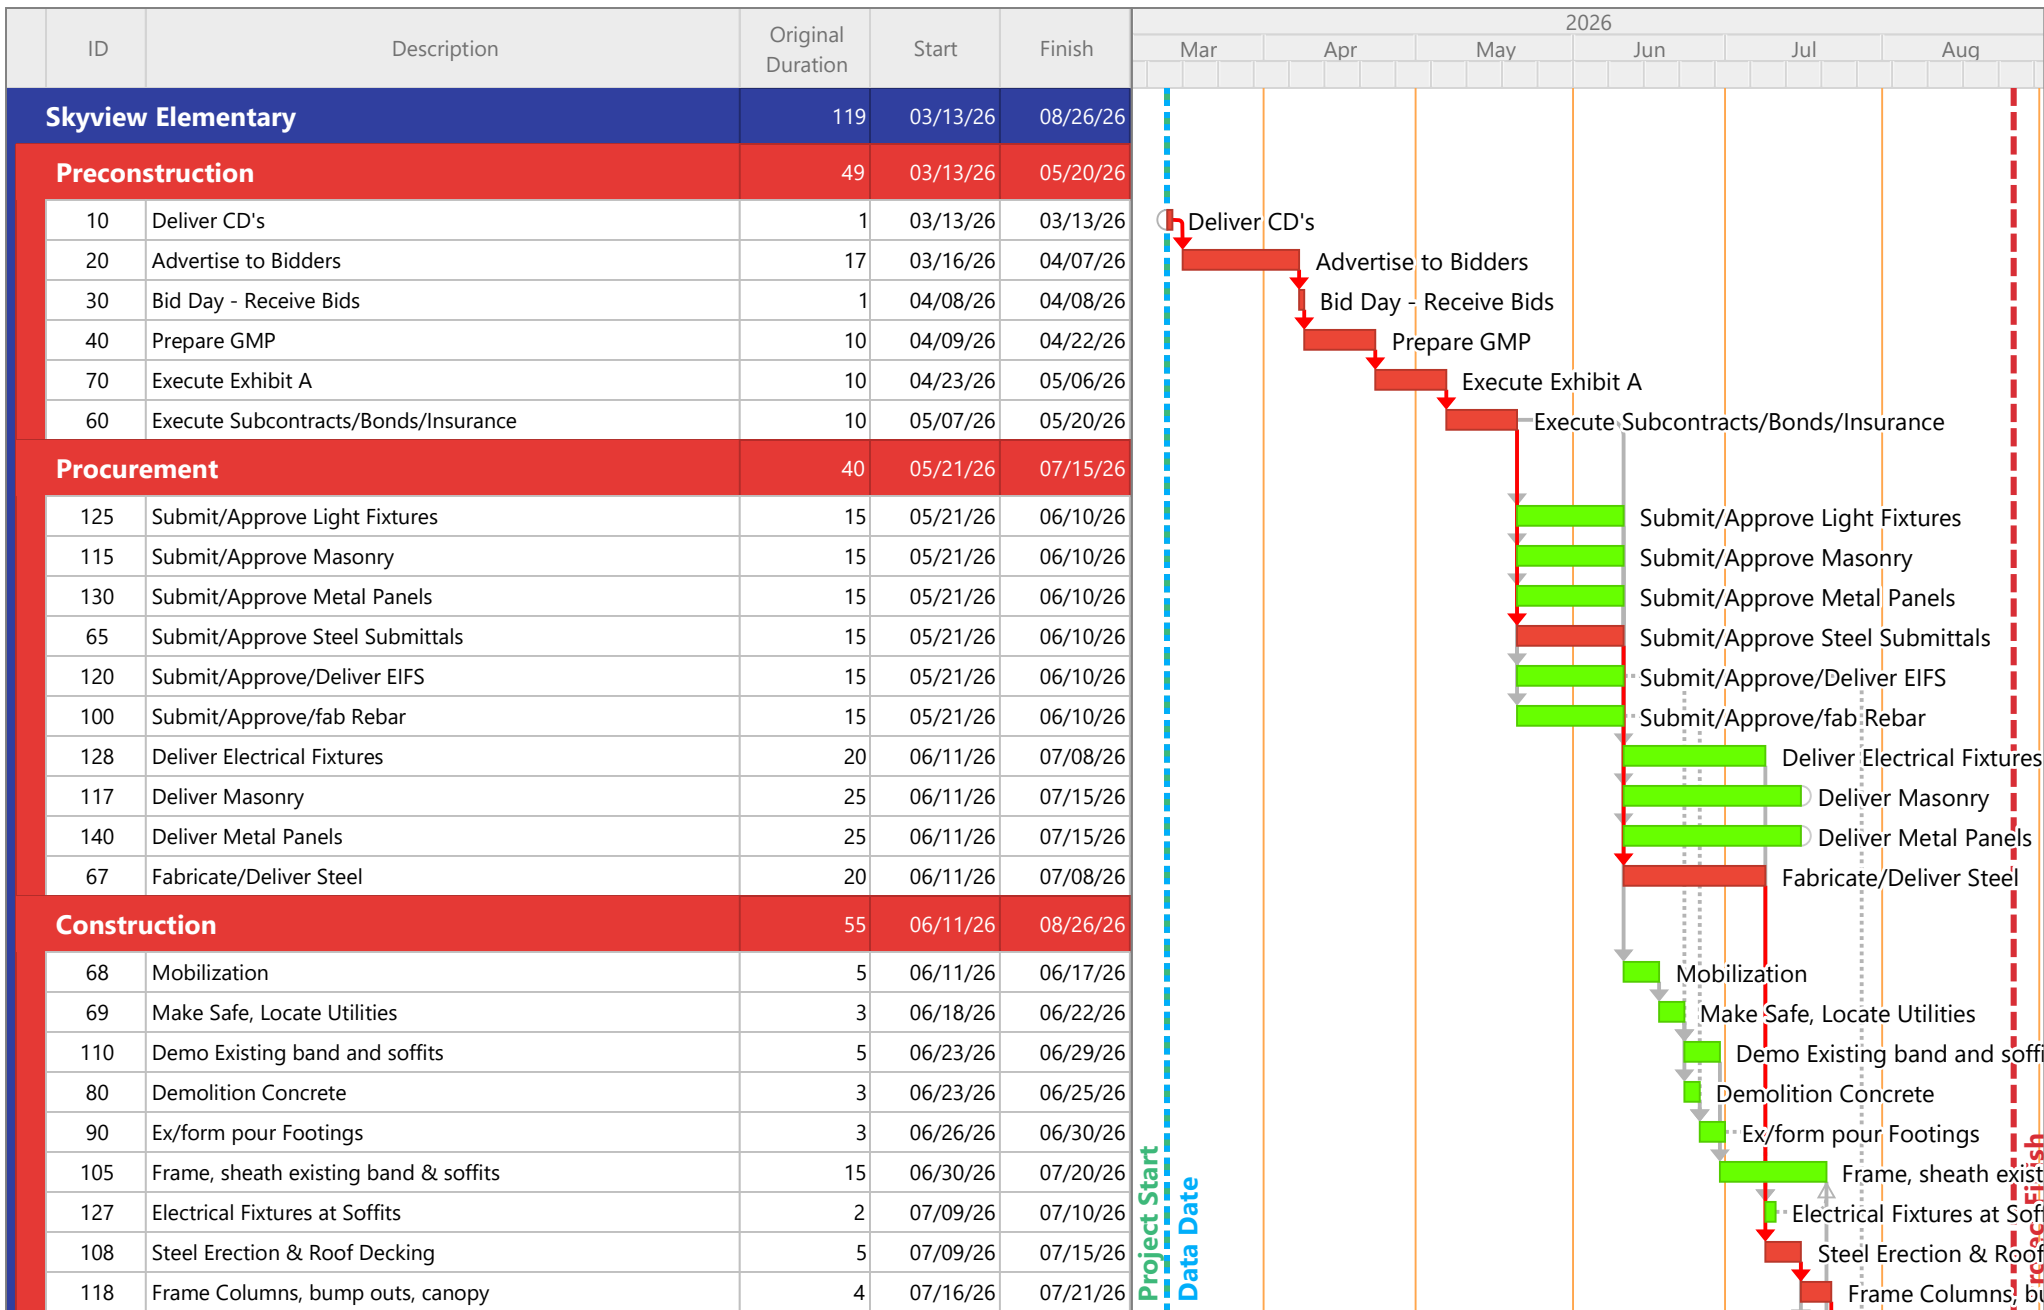 2026
ID Description Original Duration Start Finish Mar Apr May Jun Jul Aug
Skyview Elementary 119 03/13/26 08/26/26
Preconstruction 49 03/13/26 05/20/26
10 Deliver CD's 1 03/13/26 03/13/26 Deliver CD's
20 Advertise to Bidders 17 03/16/26 04/07/26 Advertise to Bidders
30 Bid Day - Receive Bids 1 04/08/26 04/08/26 Bid Day - Receive Bids
40 Prepare GMP 10 04/09/26 04/22/26 Prepare GMP
70 Execute Exhibit A 10 04/23/26 05/06/26 Execute Exhibit A
60 Execute Subcontracts/Bonds/Insurance 10 05/07/26 05/20/26 Execute Subcontracts/Bonds/Insurance
Procurement 40 05/21/26 07/15/26
125 Submit/Approve Light Fixtures 15 05/21/26 06/10/26 Submit/Approve Light Fixtures
115 Submit/Approve Masonry 15 05/21/26 06/10/26 Submit/Approve Masonry
130 Submit/Approve Metal Panels 15 05/21/26 06/10/26 Submit/Approve Metal Panels
65 Submit/Approve Steel Submittals 15 05/21/26 06/10/26 Submit/Approve Steel Submittals
120 Submit/Approve/Deliver EIFS 15 05/21/26 06/10/26 Submit/Approve/Deliver EIFS
100 Submit/Approve/fab Rebar 15 05/21/26 06/10/26 Submit/Approve/fab Rebar
128 Deliver Electrical Fixtures 20 06/11/26 07/08/26 Deliver Electrical Fixtures
117 Deliver Masonry 25 06/11/26 07/15/26 Deliver Masonry
140 Deliver Metal Panels 25 06/11/26 07/15/26 Deliver Metal Panels
67 Fabricate/Deliver Steel 20 06/11/26 07/08/26 Fabricate/Deliver Steel
Construction 55 06/11/26 08/26/26
68 Mobilization 5 06/11/26 06/17/26 Mobilization
69 Make Safe, Locate Utilities 3 06/18/26 06/22/26 Make Safe, Locate Utilities
110 Demo Existing band and soffits 5 06/23/26 06/29/26 Demo Existing band and soffi
80 Demolition Concrete 3 06/23/26 06/25/26 Demolition Concrete
90 Ex/form pour Footings 3 06/26/26 06/30/26 Ex/form pour Footings
105 Frame, sheath existing band & soffits 15 06/30/26 07/20/26 Frame, sheath exist
127 Electrical Fixtures at Soffits 2 07/09/26 07/10/26 Electrical Fixtures at Sof
108 Steel Erection & Roof Decking 5 07/09/26 07/15/26 Steel Erection & Roof
118 Frame Columns, bump outs, canopy 4 07/16/26 07/21/26 Frame Columns, bu
Project Start
Data Date